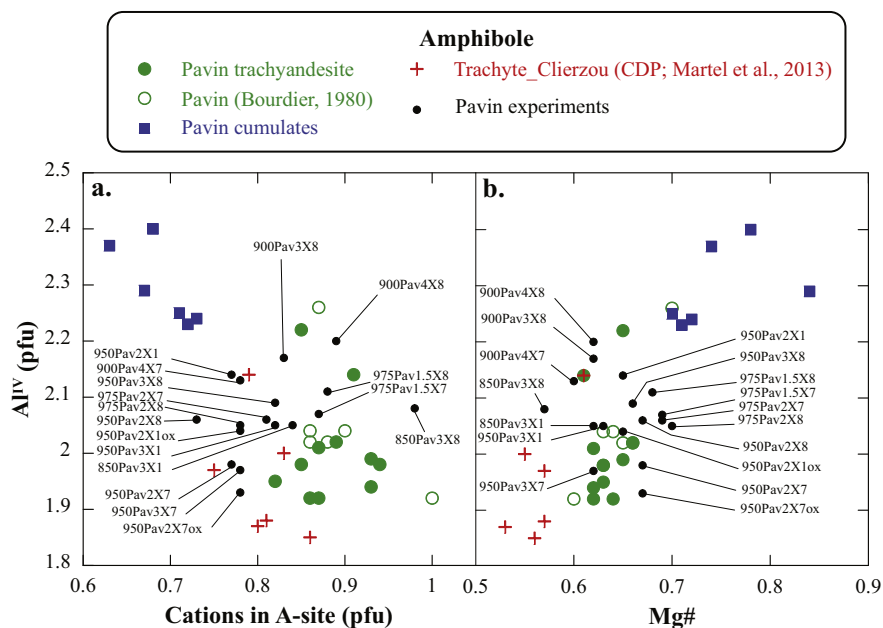 Amphibole
Pavin trachyandesite
Pavin (Bourdier, 1980)
Pavin cumulates
Trachyte_Clierzou (CDP; Martel et al., 2013)
Pavin experiments
a.
2.5
2.4
2.3
2.2
2.1
2
1.9
1.8
Al^IV (pfu)
900Pav3X8
900Pav4X8
950Pav2X1
900Pav4X7
950Pav3X8
975Pav2X7
975Pav2X8
950Pav2X8
950Pav2X1ox
950Pav3X1
850Pav3X1
950Pav2X7
950Pav3X7
950Pav2X7ox
975Pav1.5X8
975Pav1.5X7
850Pav3X8
0.6 0.7 0.8 0.9 1
Cations in A-site (pfu)
b.
900Pav4X8
900Pav3X8
900Pav4X7
850Pav3X8
850Pav3X1
950Pav3X1
950Pav3X7
950Pav2X1
950Pav3X8
975Pav1.5X8
975Pav1.5X7
975Pav2X7
975Pav2X8
950Pav2X8
950Pav2X1ox
950Pav2X7
950Pav2X7ox
0.5 0.6 0.7 0.8 0.9
Mg#